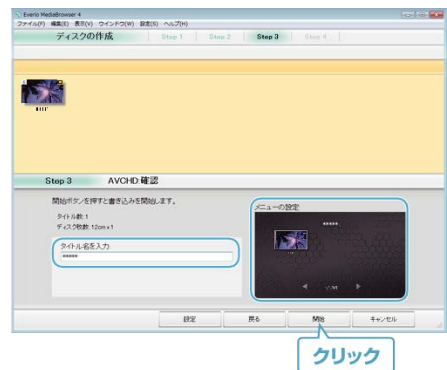 Everio MediaBrowser 4
ファイル(F) 編集(E) 表示(V) ウインドウ(W) 設定(S) ヘルプ(H)
ディスクの作成 Step 1 Step 2 Step 3 Step 4
Step 3 AVCHD:確認
開始ボタンを押すと書き込みを開始します。
タイトル数: 1
ディスク枚数: 12cm x 1
タイトル名を入力
*****
メニューの設定
*****
設定 戻る 開始 キャンセル
クリック